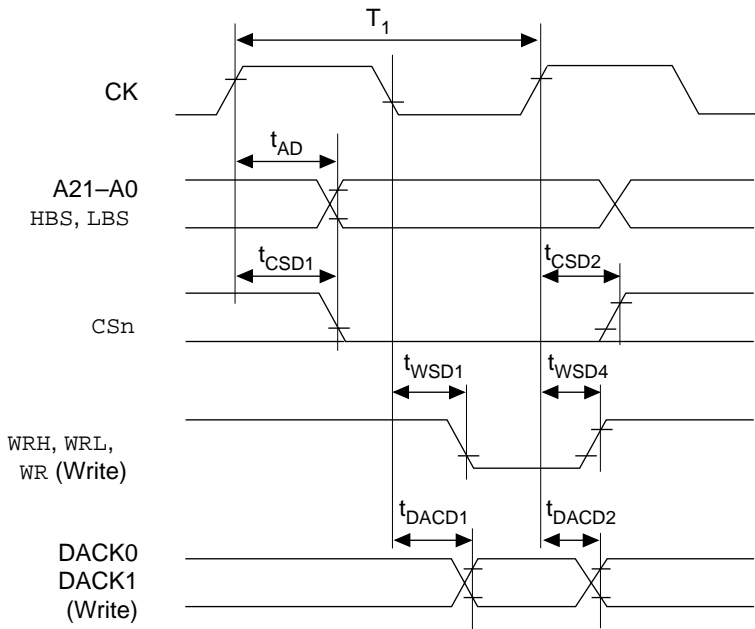 T1
CK
tAD
A21–A0
HBS, LBS
tCSD1
tCSD2
CSn
tWSD1
tWSD4
WRH, WRL,
WR (Write)
tDACD1
tDACD2
DACK0
DACK1
(Write)